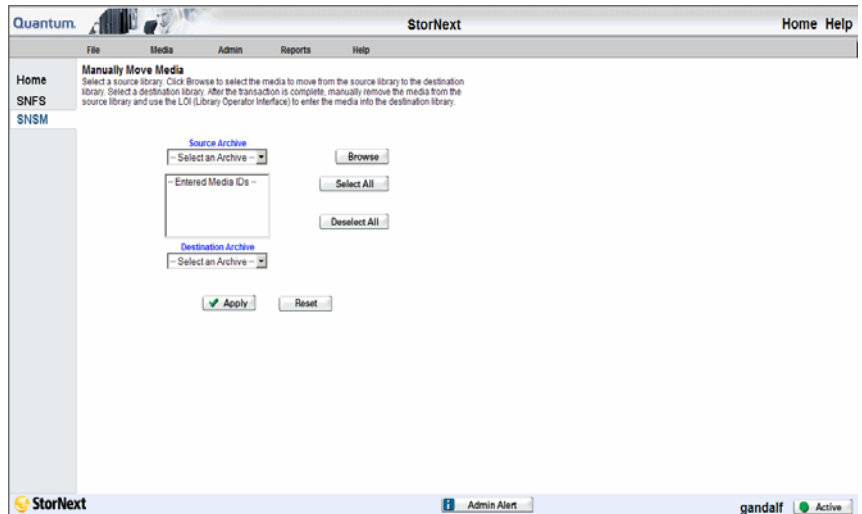 Quantum.
StorNext
Home Help
File Media Admin Reports Help
Home
SNFS
SNSM
Manually Move Media
Select a source library. Click Browse to select the media to move from the source library to the destination
library. Select a destination library. After the transaction is complete, manually remove the media from the
source library and use the LOI (Library Operator Interface) to enter the media into the destination library.
Source Archive
-- Select an Archive --
Browse
-- Entered Media IDs --
Select All
Deselect All
Destination Archive
-- Select an Archive --
Apply
Reset
StorNext
Admin Alert
gandalf
Active